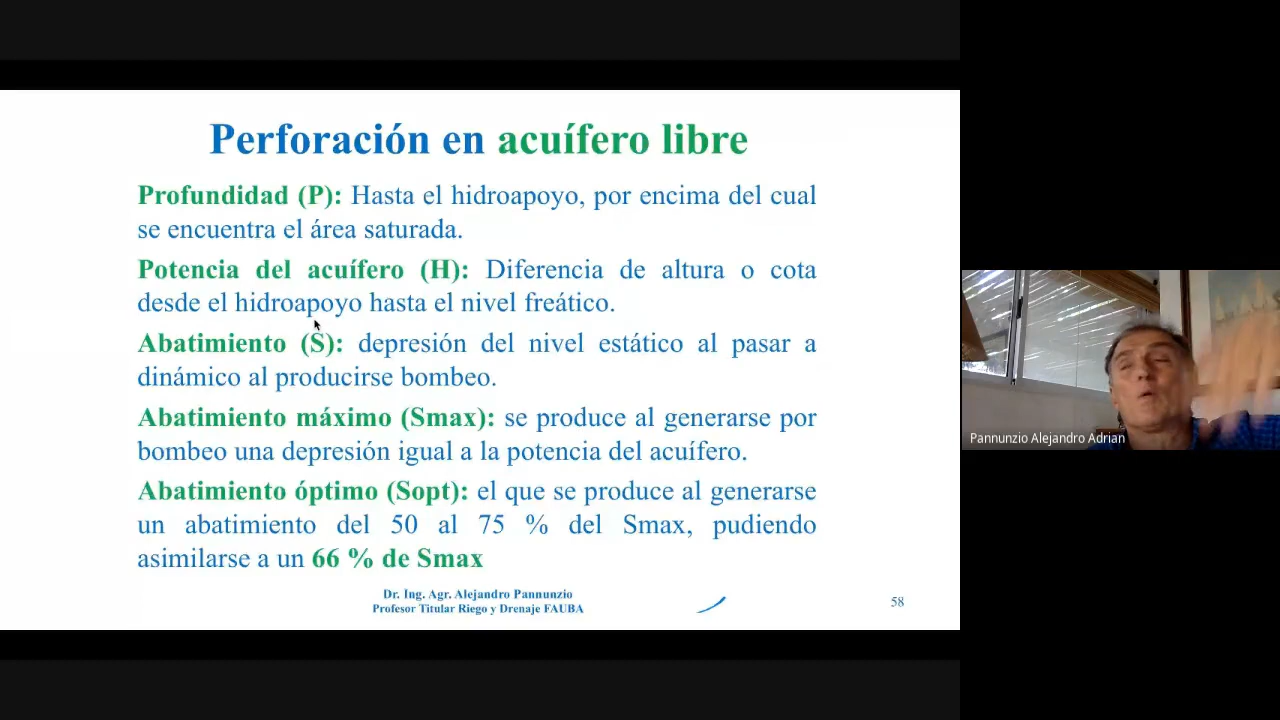 Perforación en acuífero libre
Profundidad (P): Hasta el hidroapoyo, por encima del cual
se encuentra el área saturada.
Potencia del acuífero (H): Diferencia de altura o cota
desde el hidroapoyo hasta el nivel freático.
Abatimiento (S): depresión del nivel estático al pasar a
dinámico al producirse bombeo.
Abatimiento máximo (Smax): se produce al generarse por
bombeo una depresión igual a la potencia del acuífero.
Abatimiento óptimo (Sopt): el que se produce al generarse
un abatimiento del 50 al 75 % del Smax, pudiendo
asimilarse a un 66 % de Smax
Dr. Ing. Agr. Alejandro Pannunzio
Profesor Titular Riego y Drenaje FAUBA
58
Pannunzio Alejandro Adrian